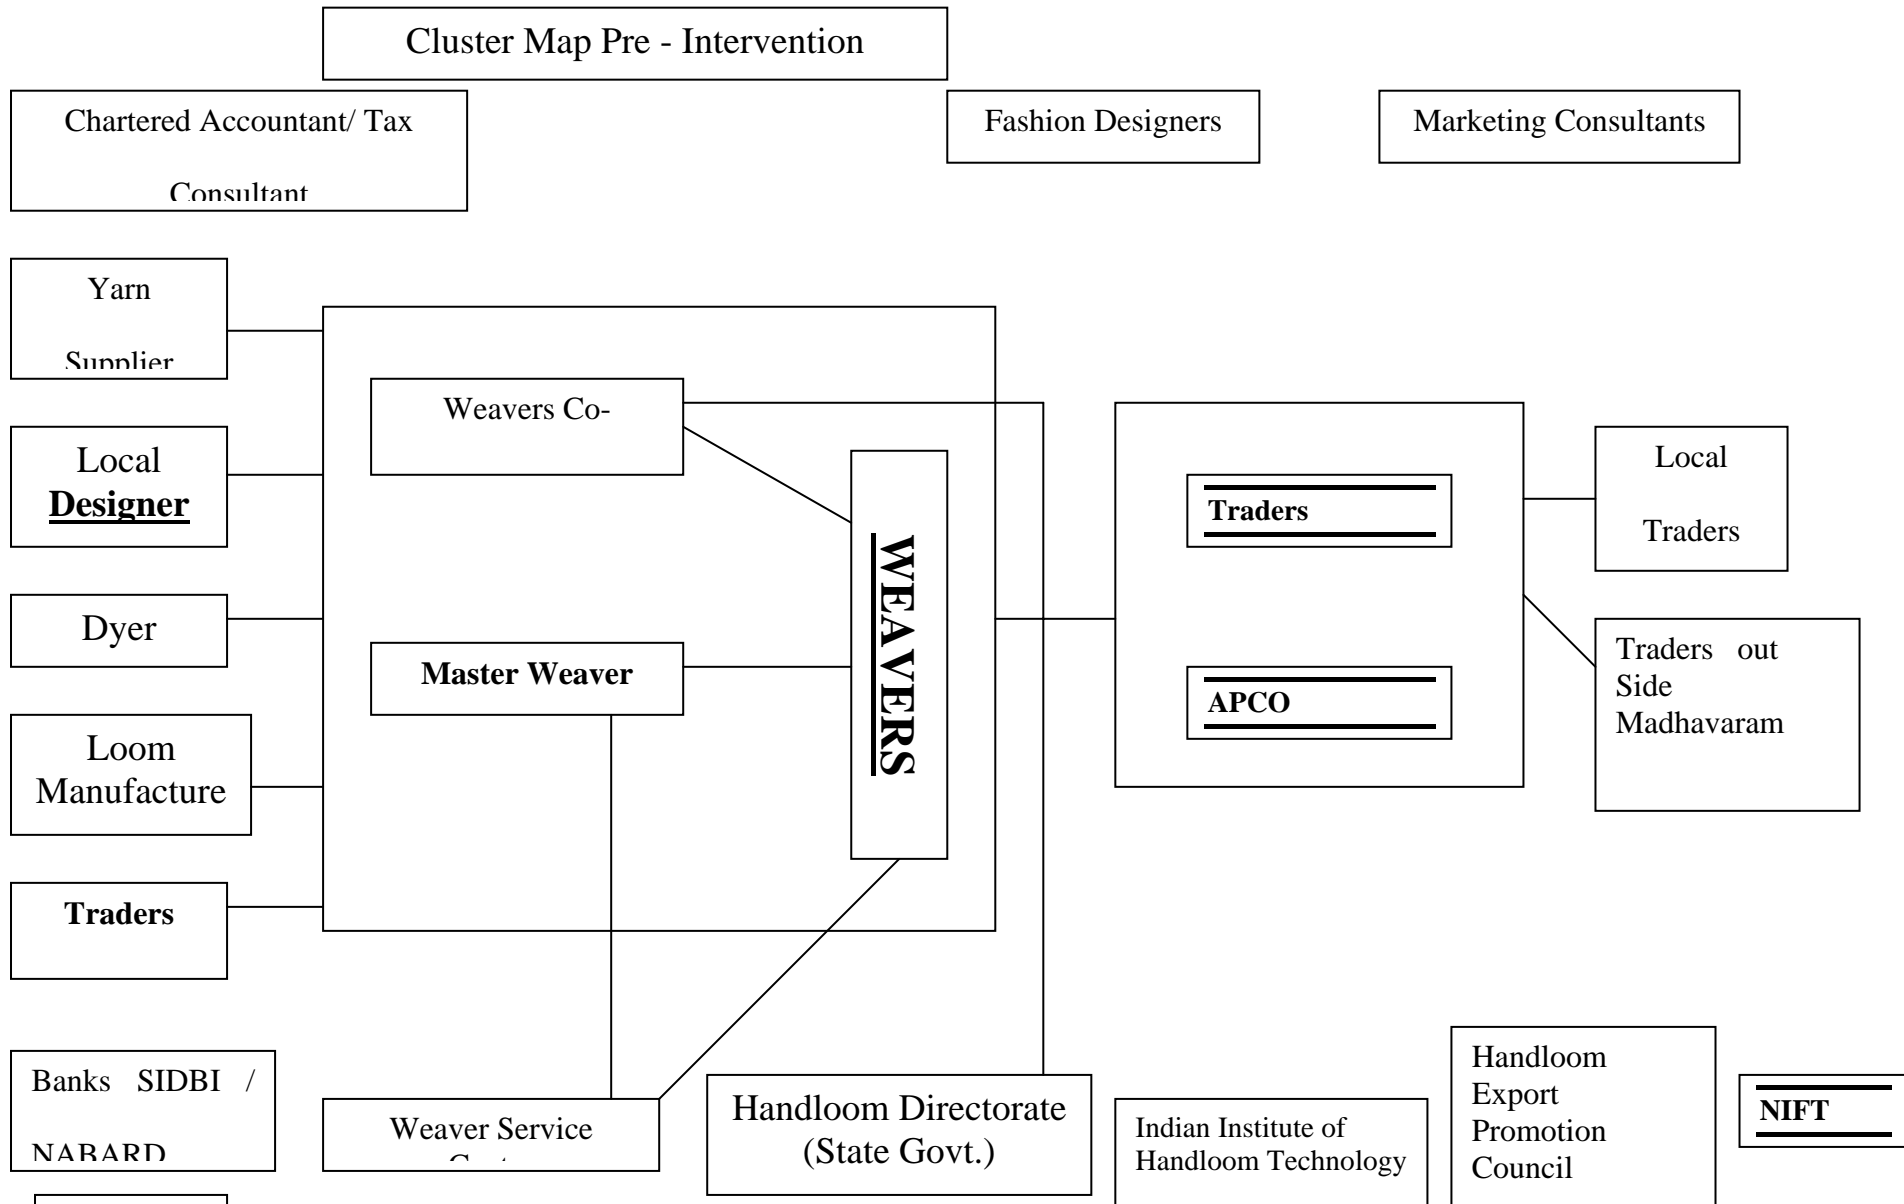 Cluster Map Pre - Intervention
Chartered Accountant/ Tax
Consultant
Fashion Designers
Marketing Consultants
Yarn
Supplier
Local
Designer
Dyer
Loom
Manufacture
Traders
Weavers Co-
Master Weaver
WEAVERS
Traders
APCO
Local
Traders
Traders out
Side
Madhavaram
Banks SIDBI /
NABARD
Weaver Service
Handloom Directorate
(State Govt.)
Indian Institute of
Handloom Technology
Handloom
Export
Promotion
Council
NIFT